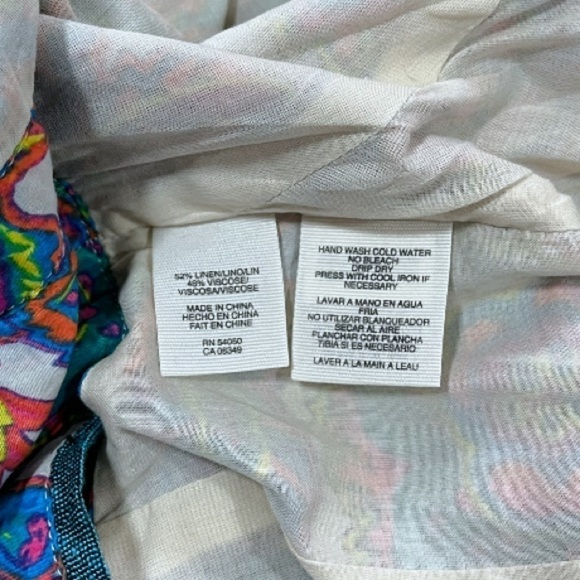 52% LINEN/LINO/LIN
48% VISCOSE/
VISCOSA/VISCOSE
MADE IN CHINA
HECHO EN CHINA
FAIT EN CHINE
RN 54050
CA 06349
HAND WASH COLD WATER
NO BLEACH
DRIP DRY
PRESS WITH COOL IRON IF
NECESSARY
LAVAR A MANO EN AGUA
FRIA
NO UTILIZAR BLANQUEADOR
SECAR AL AIRE
PLANCHAR CON PLANCHA
TIBIA SI ES NECESARIO
LAVER A LA MAIN A L'EAU